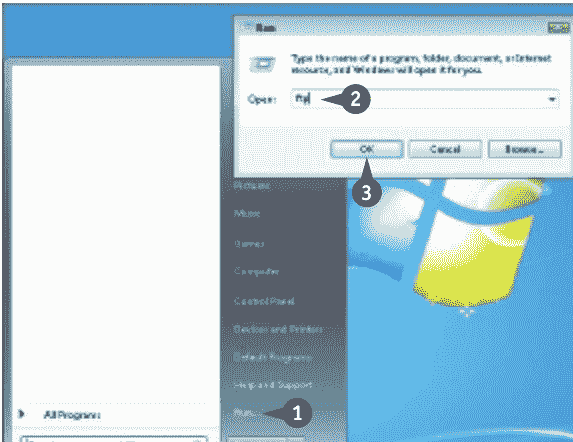 Run
Type the name of a program, folder, document, or Internet
resource, and Windows will open it for you.
Open: ftp
2
OK
Cancel
Browse...
3
Pictures
Music
Games
Computer
Control Panel
Devices and Printers
Default Programs
Help and Support
All Programs
Run...
1